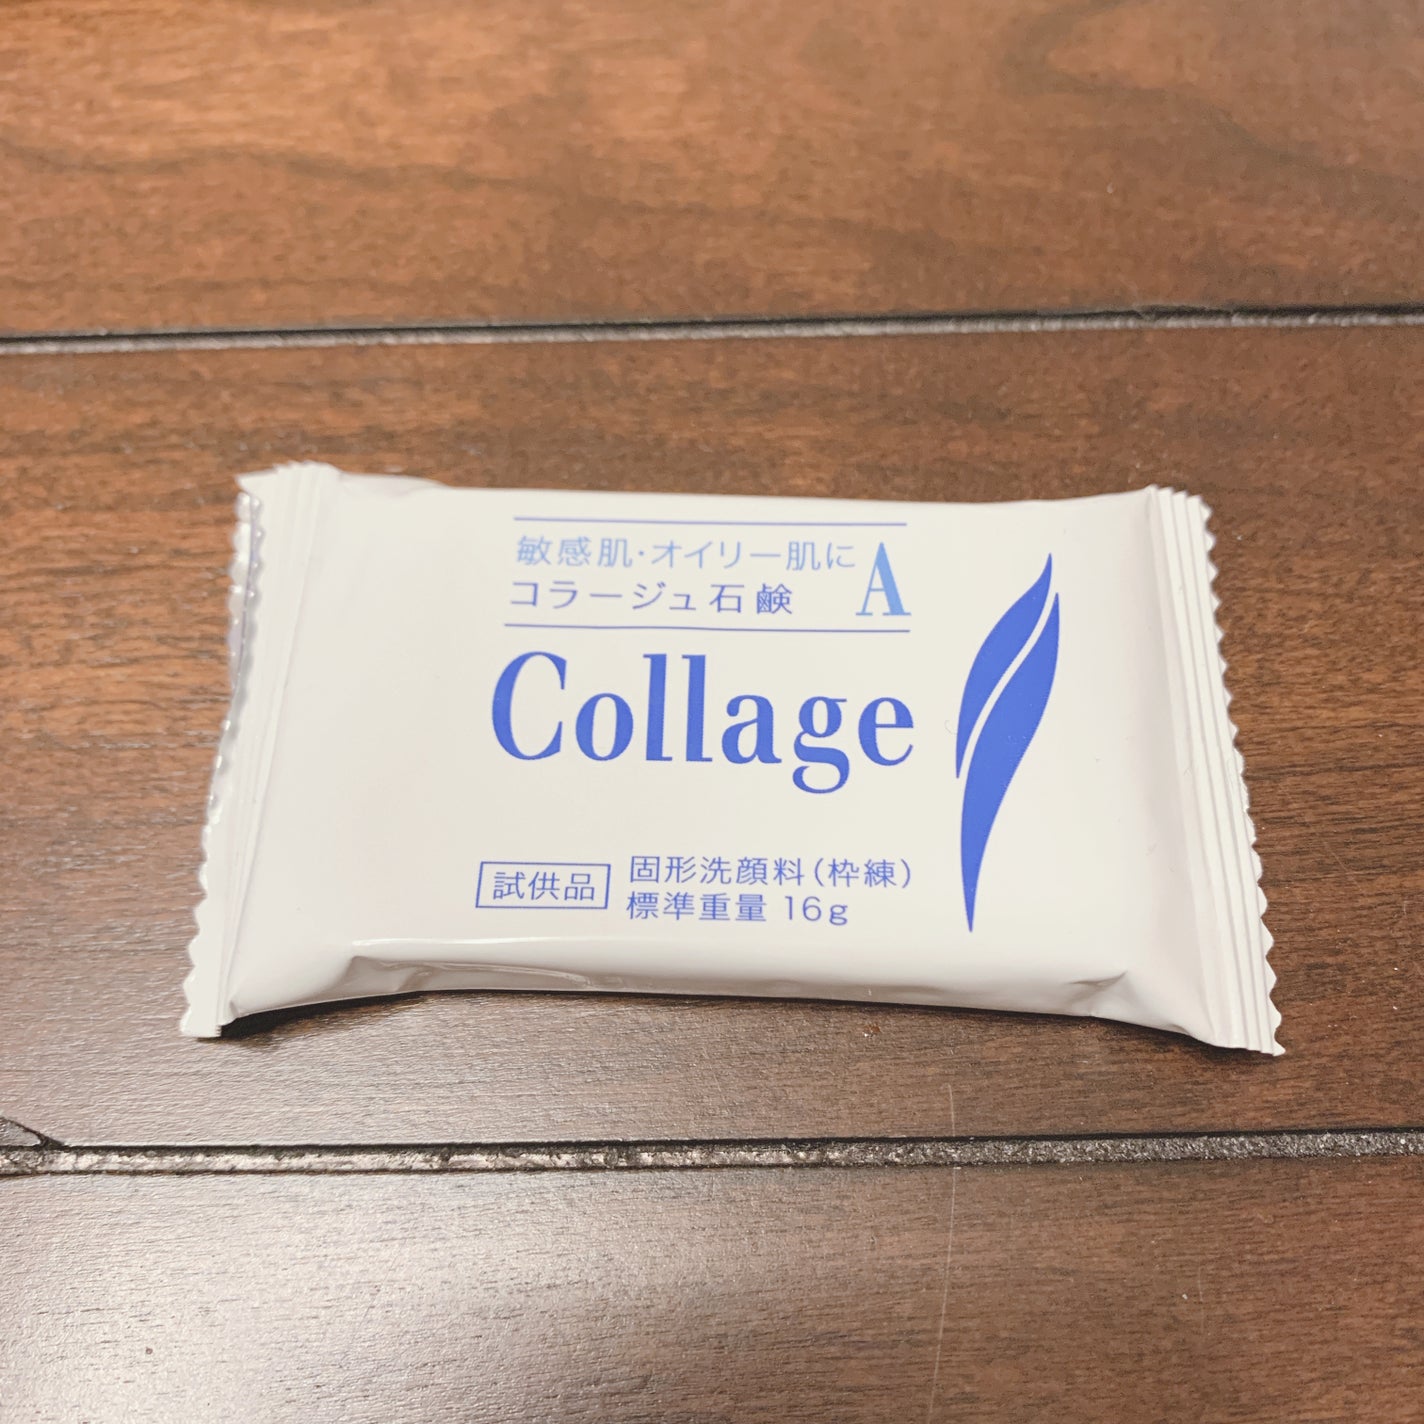 敏感肌・オイリー肌に
コラージュ石鹸 A
Collage
試供品
固形洗顔料(枠練)
標準重量 16g